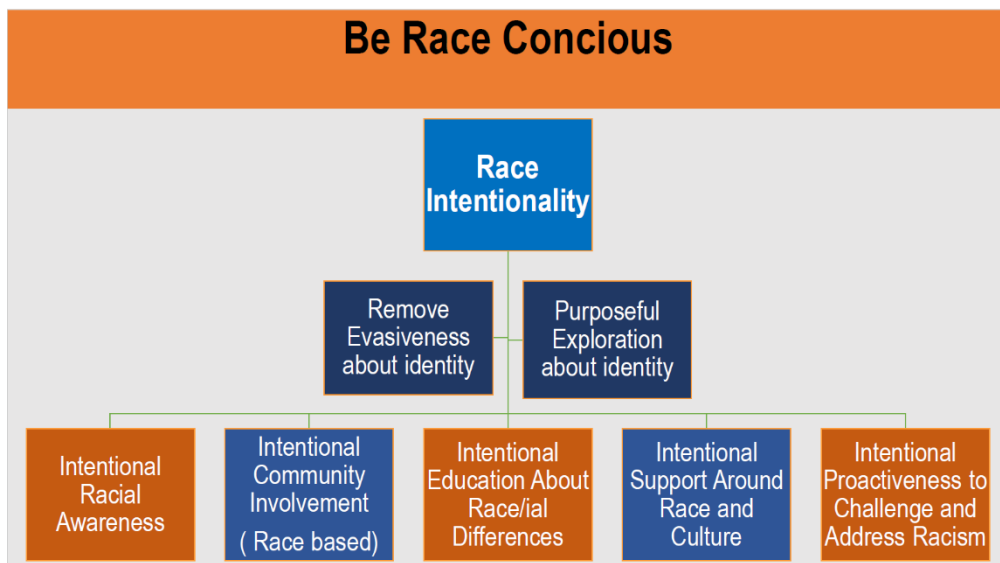 Be Race Concious
Race
Intentionality
Remove
Evasiveness
about identity
Purposeful
Exploration
about identity
Intentional
Racial
Awareness
Intentional
Community
Involvement
( Race based)
Intentional
Education About
Race/ial
Differences
Intentional
Support Around
Race and
Culture
Intentional
Proactiveness to
Challenge and
Address Racism